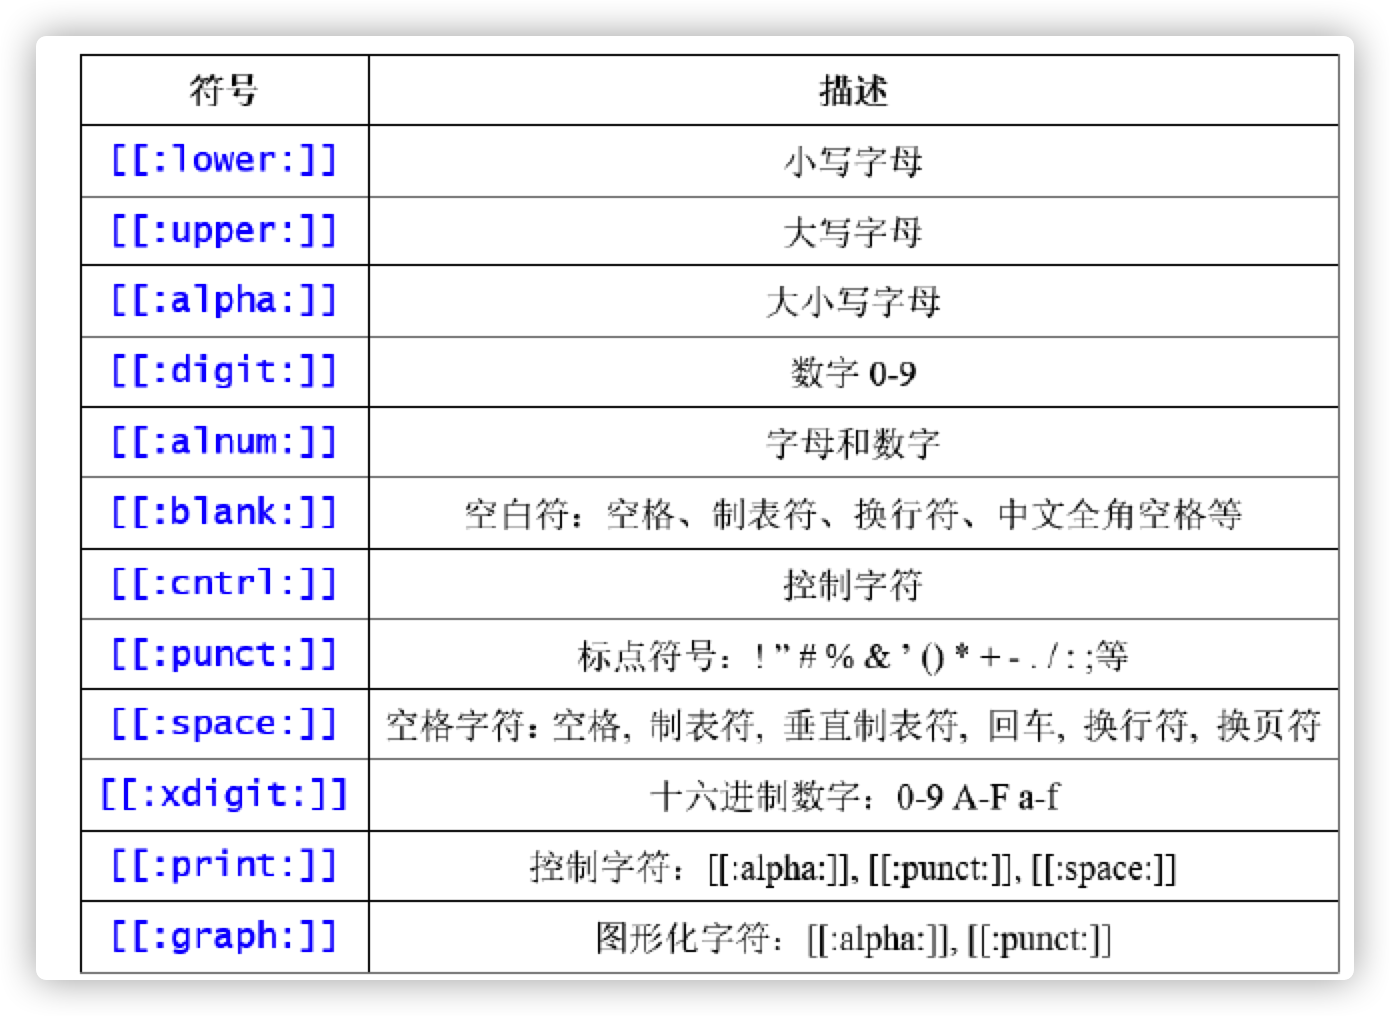 符号 描述
[[:lower:]] 小写字母
[[:upper:]] 大写字母
[[:alpha:]] 大小写字母
[[:digit:]] 数字 0-9
[[:alnum:]] 字母和数字
[[:blank:]] 空白符：空格、制表符、换行符、中文全角空格等
[[:cntrl:]] 控制字符
[[:punct:]] 标点符号：! ” # % & ’ () * + - . / : ;等
[[:space:]] 空格字符: 空格, 制表符, 垂直制表符, 回车, 换行符, 换页符
[[:xdigit:]] 十六进制数字：0-9 A-F a-f
[[:print:]] 控制字符：[[:alpha:]], [[:punct:]], [[:space:]]
[[:graph:]] 图形化字符：[[:alpha:]], [[:punct:]]